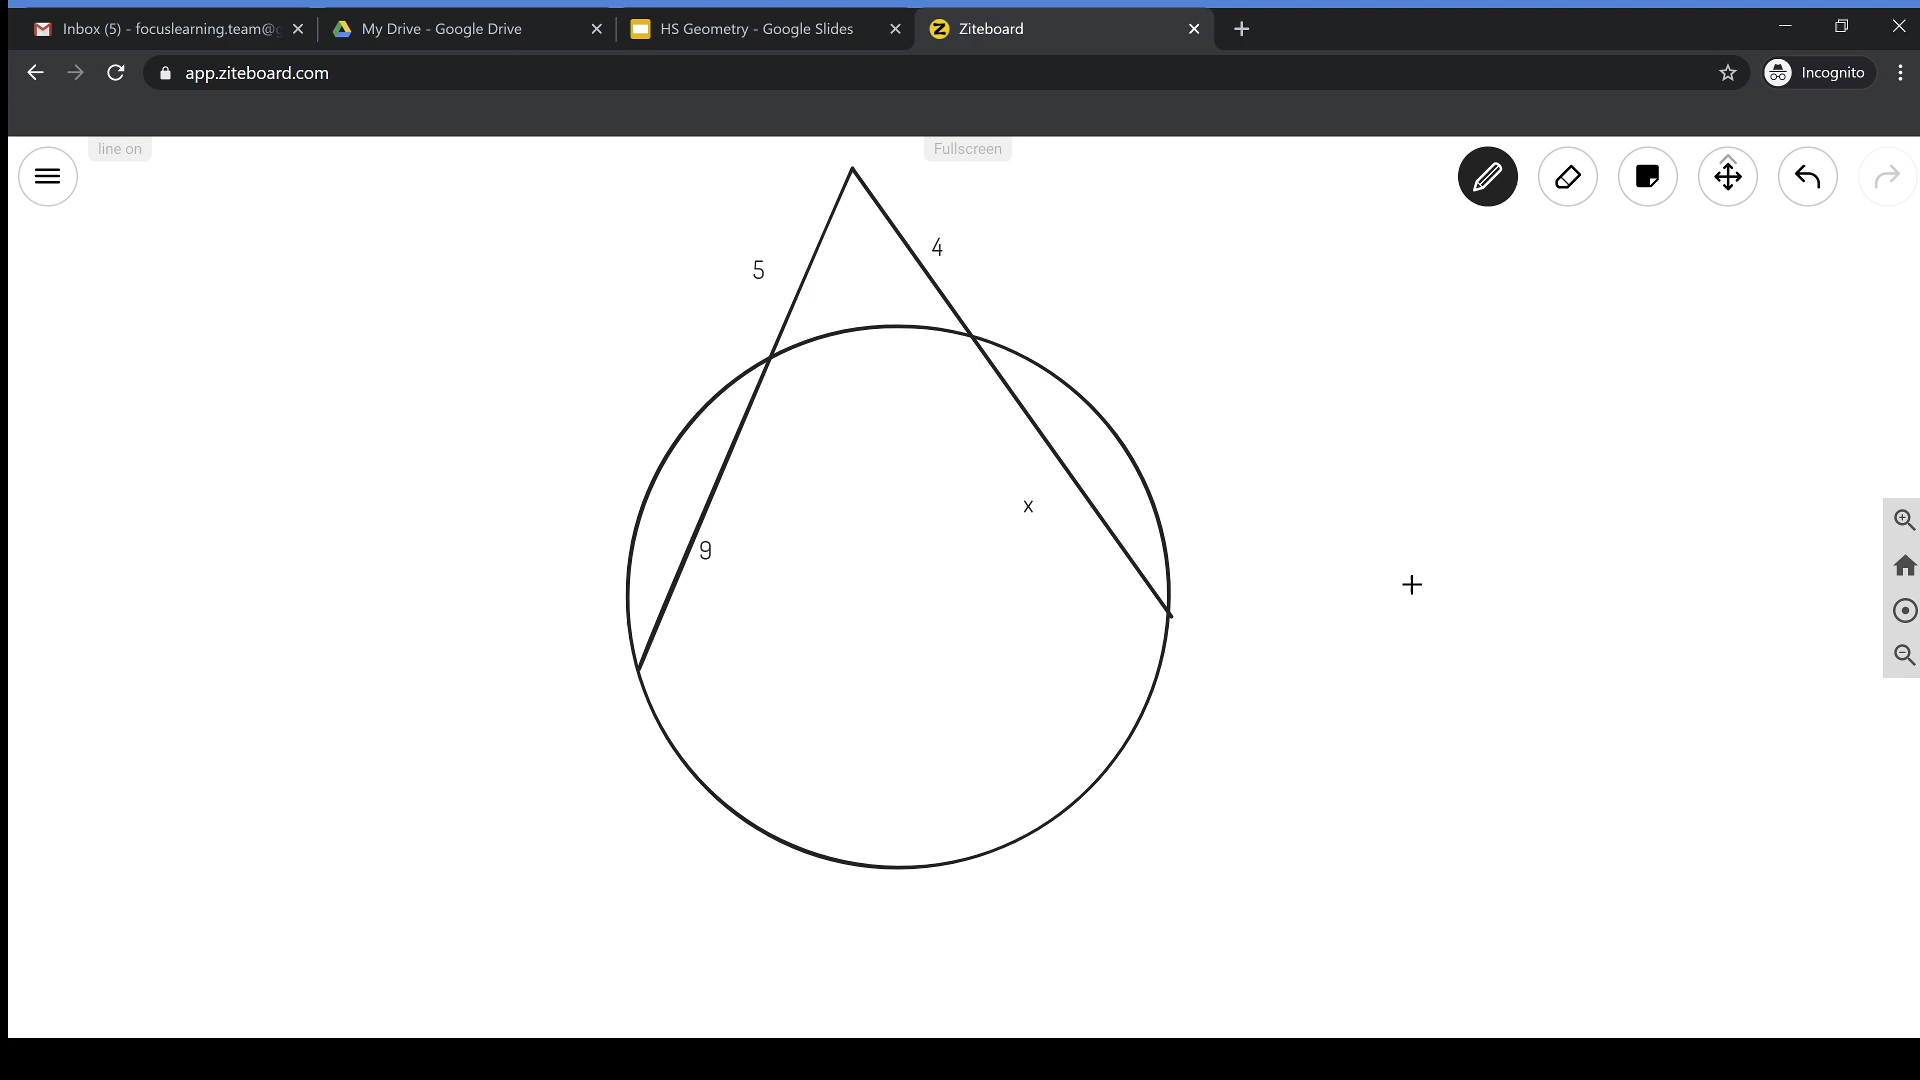 Inbox (5) - focuslearning.team@g
My Drive - Google Drive
HS Geometry - Google Slides
Ziteboard
app.ziteboard.com
Incognito
line on
Fullscreen
4
5
x
9